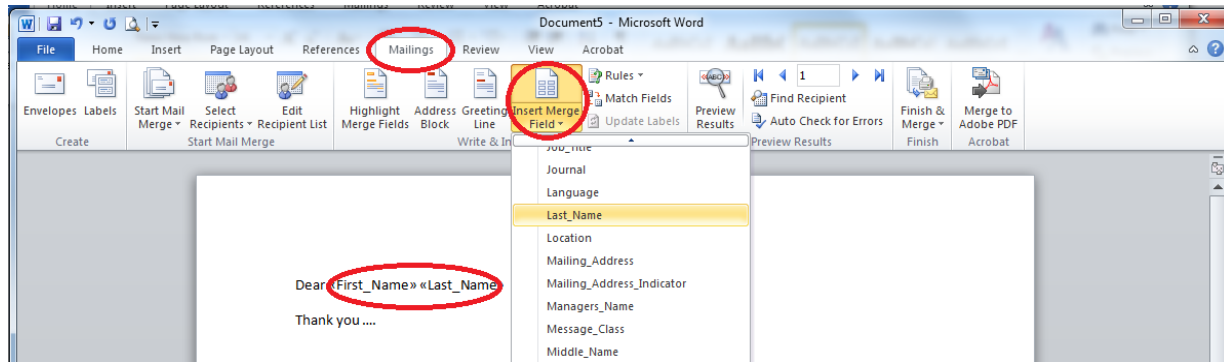 Document5 - Microsoft Word
File Home Insert Page Layout References Mailings Review View Acrobat
Envelopes Labels Start Mail Merge Select Recipients Edit Recipient List Highlight Merge Fields Address Block Greeting Line Insert Merge Field Rules Match Fields Update Labels Preview Results 1 Find Recipient Auto Check for Errors Finish & Merge Merge to Adobe PDF
Create Start Mail Merge Write & In Preview Results Finish Acrobat
Job_Title
Journal
Language
Last_Name
Location
Mailing_Address
Mailing_Address_Indicator
Managers_Name
Message_Class
Middle_Name
Dear «First_Name» «Last_Name»
Thank you ....